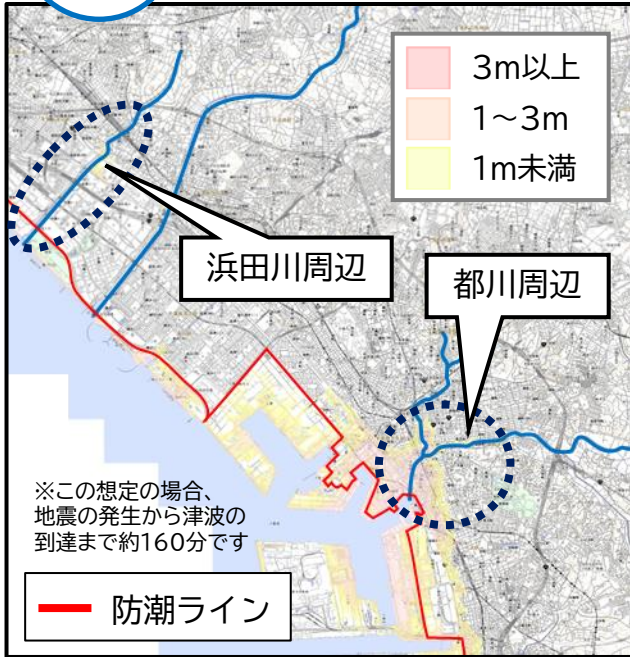 3m以上
1～3m
1m未満
浜田川周辺
都川周辺
※この想定の場合、
地震の発生から津波の
到達まで約160分です
防潮ライン